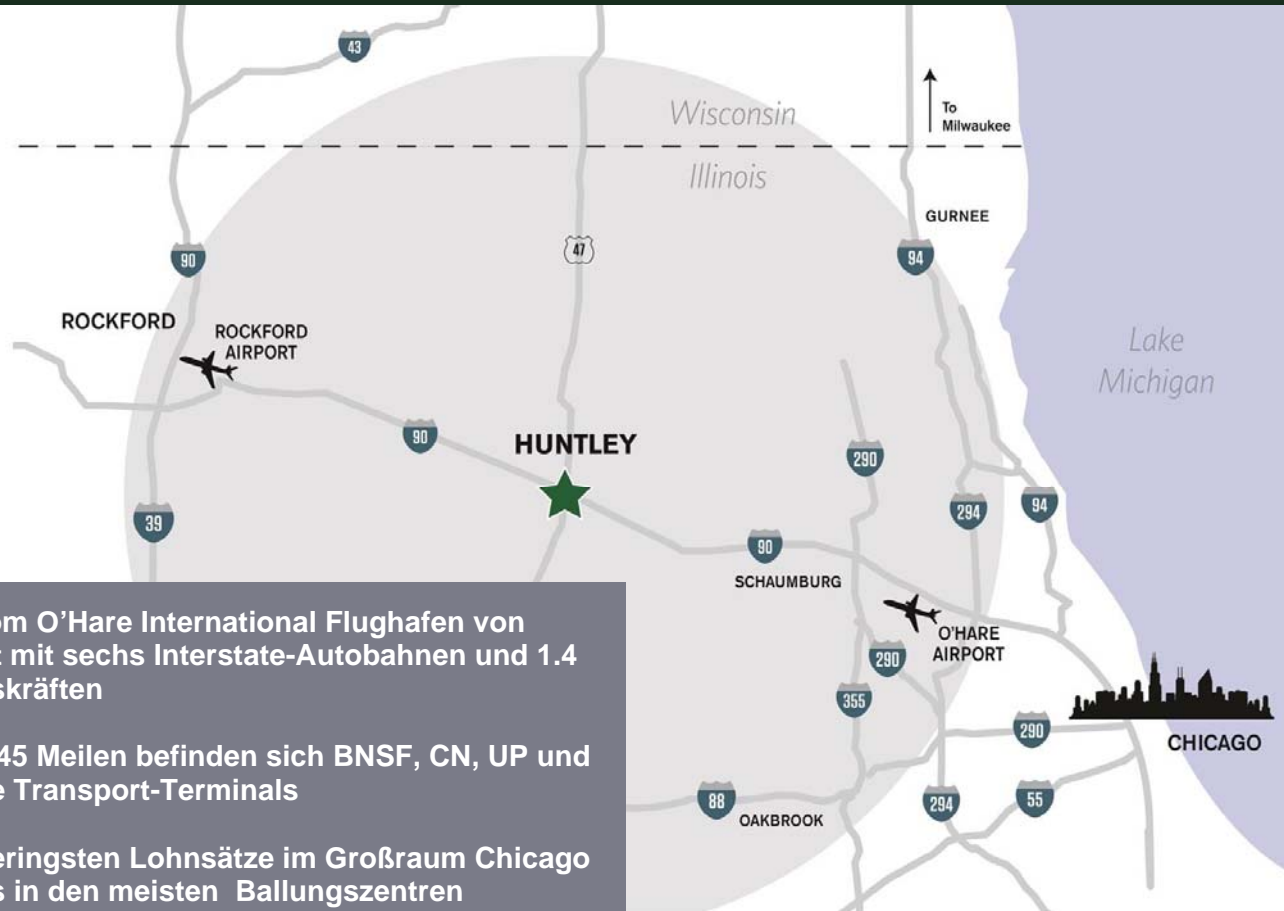 43
Wisconsin
To
Milwaukee
Illinois
GURNEE
47
90
94
ROCKFORD
ROCKFORD
AIRPORT
Lake
Michigan
90
HUNTLEY
290
39
294
94
90
SCHAUMBURG
O'HARE
AIRPORT
290
355
290
CHICAGO
88
OAKBROOK
294
55
O’Hare International Flughafen von
mit sechs Interstate-Autobahnen und 1.4
45 Meilen befinden sich BNSF, CN, UP und
Transport-Terminals
Lohnsätze im Großraum Chicago
in den meisten Ballungszentren